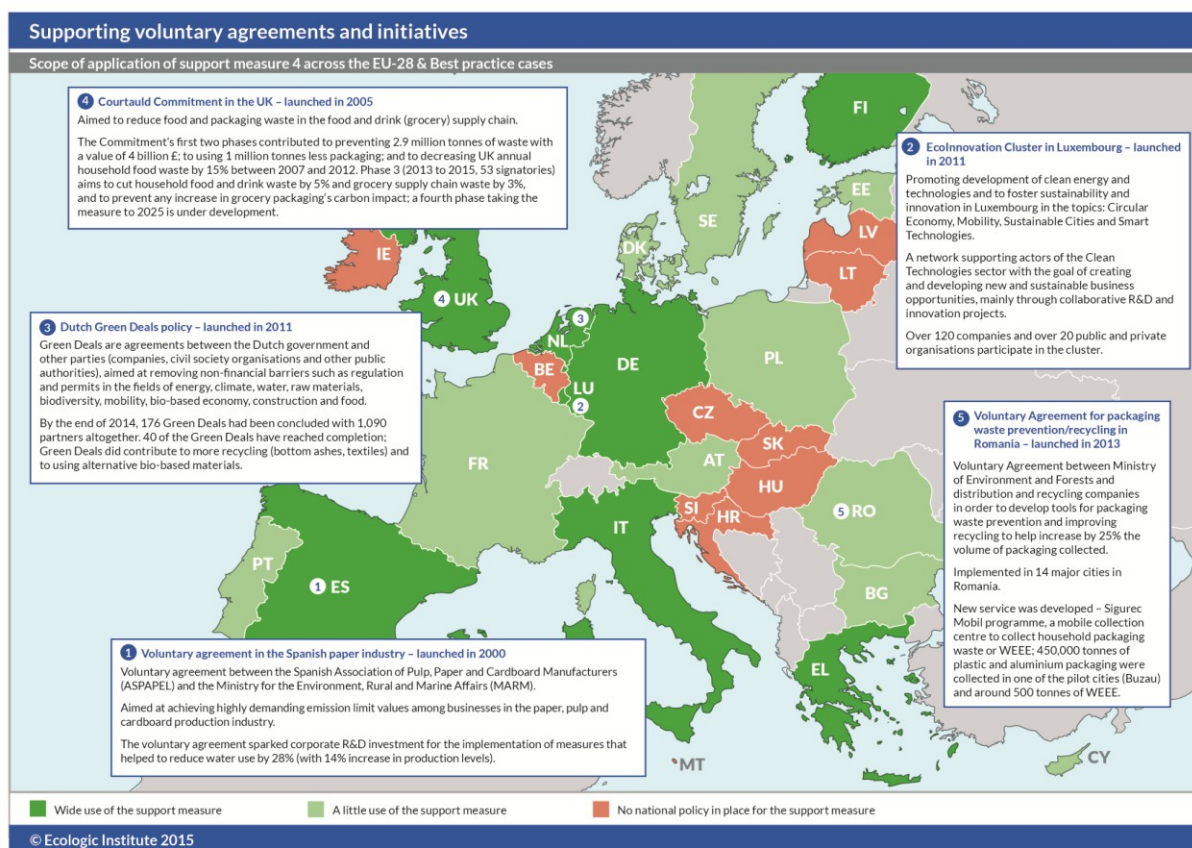 Supporting voluntary agreements and initiatives
Scope of application of support measure 4 across the EU-28 & Best practice cases
4 Courtauld Commitment in the UK – launched in 2005
Aimed to reduce food and packaging waste in the food and drink (grocery) supply chain.
The Commitment's first two phases contributed to preventing 2.9 million tonnes of waste with
a value of 4 billion £; to using 1 million tonnes less packaging; and to decreasing UK annual
household food waste by 15% between 2007 and 2012. Phase 3 (2013 to 2015, 53 signatories)
aims to cut household food and drink waste by 5% and grocery supply chain waste by 3%,
and to prevent any increase in grocery packaging's carbon impact; a fourth phase taking the
measure to 2025 is under development.
FI
2 EcoInnovation Cluster in Luxembourg – launched
in 2011
Promoting development of clean energy and
technologies and to foster sustainability and
innovation in Luxembourg in the topics: Circular
Economy, Mobility, Sustainable Cities and Smart
Technologies.
A network supporting actors of the Clean
Technologies sector with the goal of creating
and developing new and sustainable business
opportunities, mainly through collaborative R&D and
innovation projects.
Over 120 companies and over 20 public and private
organisations participate in the cluster.
EE
SE
LV
DK
IE
LT
4 UK
3 Dutch Green Deals policy – launched in 2011
Green Deals are agreements between the Dutch government and
other parties (companies, civil society organisations and other public
authorities), aimed at removing non-financial barriers such as regulation
and permits in the fields of energy, climate, water, raw materials,
biodiversity, mobility, bio-based economy, construction and food.
By the end of 2014, 176 Green Deals had been concluded with 1,090
partners altogether. 40 of the Green Deals have reached completion;
Green Deals did contribute to more recycling (bottom ashes, textiles) and
to using alternative bio-based materials.
3
NL
BE
DE
PL
LU
2
CZ
SK
FR
AT
HU
SI
HR
IT
5 RO
BG
5 Voluntary Agreement for packaging
waste prevention/recycling in
Romania – launched in 2013
Voluntary Agreement between Ministry
of Environment and Forests and
distribution and recycling companies
in order to develop tools for packaging
waste prevention and improving
recycling to help increase by 25% the
volume of packaging collected.
Implemented in 14 major cities in
Romania.
New service was developed – Sigurec
Mobil programme, a mobile collection
centre to collect household packaging
waste or WEEE; 450,000 tonnes of
plastic and aluminium packaging were
collected in one of the pilot cities (Buzau)
and around 500 tonnes of WEEE.
PT
1 ES
1 Voluntary agreement in the Spanish paper industry – launched in 2000
Voluntary agreement between the Spanish Association of Pulp, Paper and Cardboard Manufacturers
(ASPAPEL) and the Ministry for the Environment, Rural and Marine Affairs (MARM).
Aimed at achieving highly demanding emission limit values among businesses in the paper, pulp and
cardboard production industry.
The voluntary agreement sparked corporate R&D investment for the implementation of measures that
helped to reduce water use by 28% (with 14% increase in production levels).
EL
MT
CY
Wide use of the support measure
A little use of the support measure
No national policy in place for the support measure
© Ecologic Institute 2015